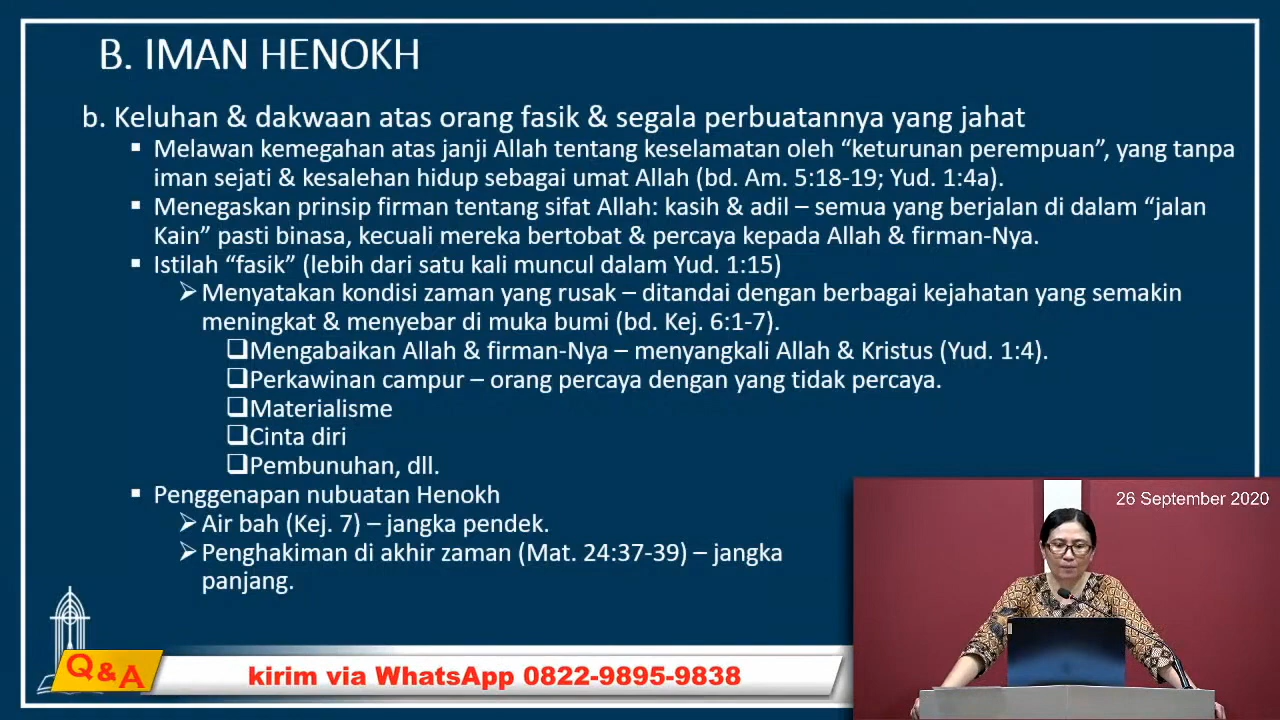 B. IMAN HENOKH
b. Keluhan & dakwaan atas orang fasik & segala perbuatannya yang jahat
▪ Melawan kemegahan atas janji Allah tentang keselamatan oleh “keturunan perempuan”, yang tanpa
iman sejati & kesalehan hidup sebagai umat Allah (bd. Am. 5:18-19; Yud. 1:4a).
▪ Menegaskan prinsip firman tentang sifat Allah: kasih & adil – semua yang berjalan di dalam “jalan
Kain” pasti binasa, kecuali mereka bertobat & percaya kepada Allah & firman-Nya.
▪ Istilah “fasik” (lebih dari satu kali muncul dalam Yud. 1:15)
➢ Menyatakan kondisi zaman yang rusak – ditandai dengan berbagai kejahatan yang semakin
meningkat & menyebar di muka bumi (bd. Kej. 6:1-7).
❑ Mengabaikan Allah & firman-Nya – menyangkali Allah & Kristus (Yud. 1:4).
❑ Perkawinan campur – orang percaya dengan yang tidak percaya.
❑ Materialisme
❑ Cinta diri
❑ Pembunuhan, dll.
▪ Penggenapan nubuatan Henokh
➢ Air bah (Kej. 7) – jangka pendek.
➢ Penghakiman di akhir zaman (Mat. 24:37-39) – jangka
panjang.
26 September 2020
Q&A
kirim via WhatsApp 0822-9895-9838